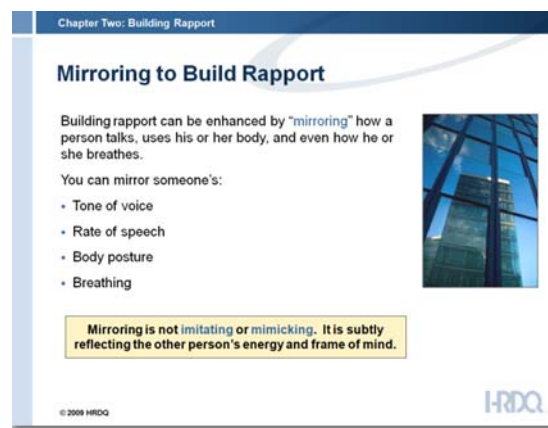 Chapter Two: Building Rapport
Mirroring to Build Rapport
Building rapport can be enhanced by “mirroring” how a
person talks, uses his or her body, and even how he or
she breathes.
You can mirror someone’s:
• Tone of voice
• Rate of speech
• Body posture
• Breathing
Mirroring is not imitating or mimicking. It is subtly
reflecting the other person’s energy and frame of mind.
© 2009 HRDQ
HRDQ